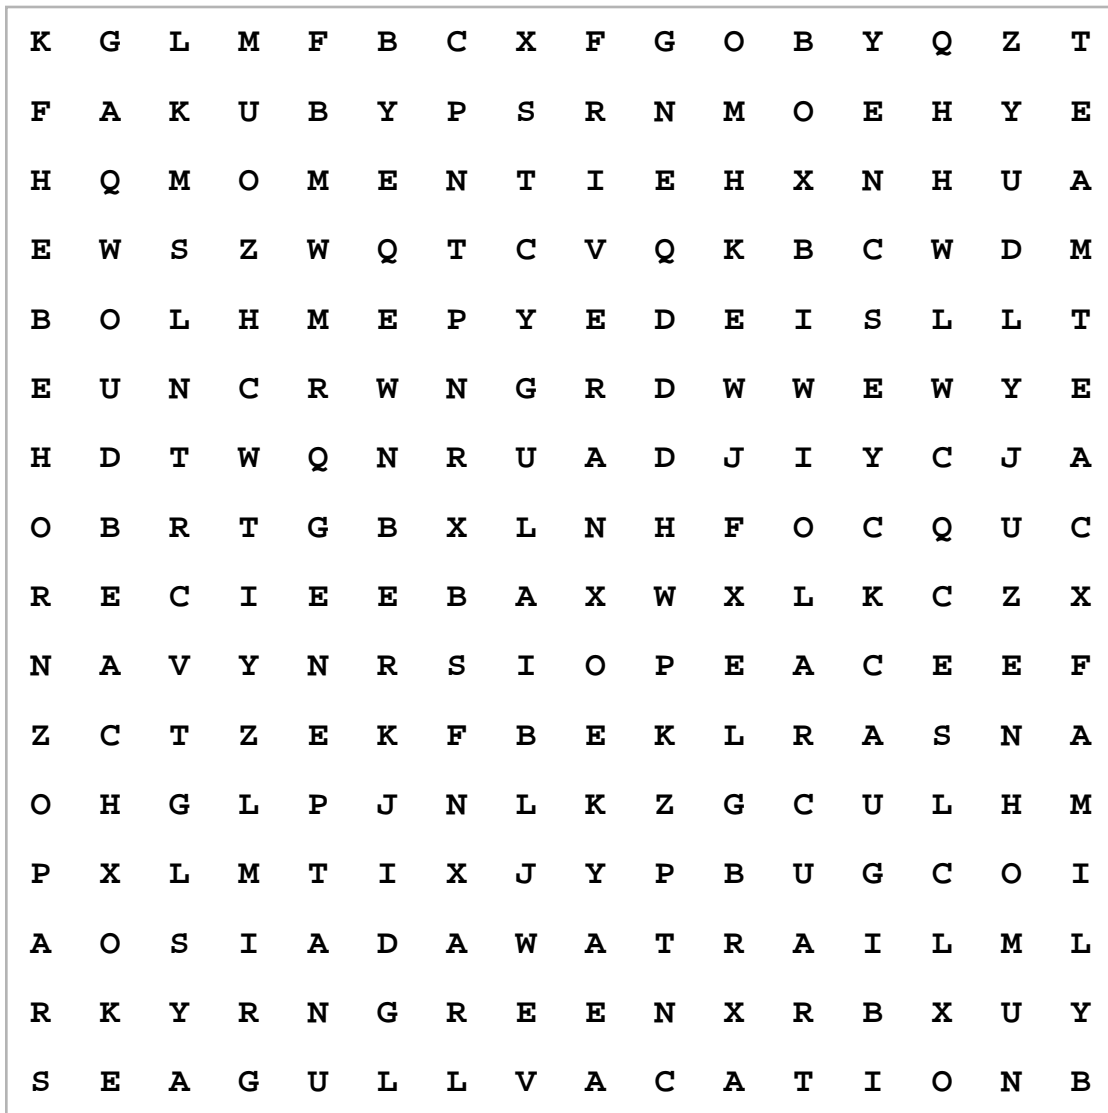 K G L M F B C X F G O B Y Q Z T
F A K U B Y P S R N M O E H Y E
H Q M O M E N T I E H X N H U A
E W S Z W Q T C V Q K B C W D M
B O L H M E P Y E D E I S L L T
E U N C R W N G R D W W E W Y E
H D T W Q N R U A D J I Y C J A
O B R T G B X L N H F O C Q U C
R E C I E E B A X W X L K C Z X
N A V Y N R S I O P E A C E E F
Z C T Z E K F B E K L R A S N A
O H G L P J N L K Z G C U L H M
P X L M T I X J Y P B U G C O I
A O S I A D A W A T R A I L M L
R K Y R N G R E E N X R B X U Y
S E A G U L L V A C A T I O N B